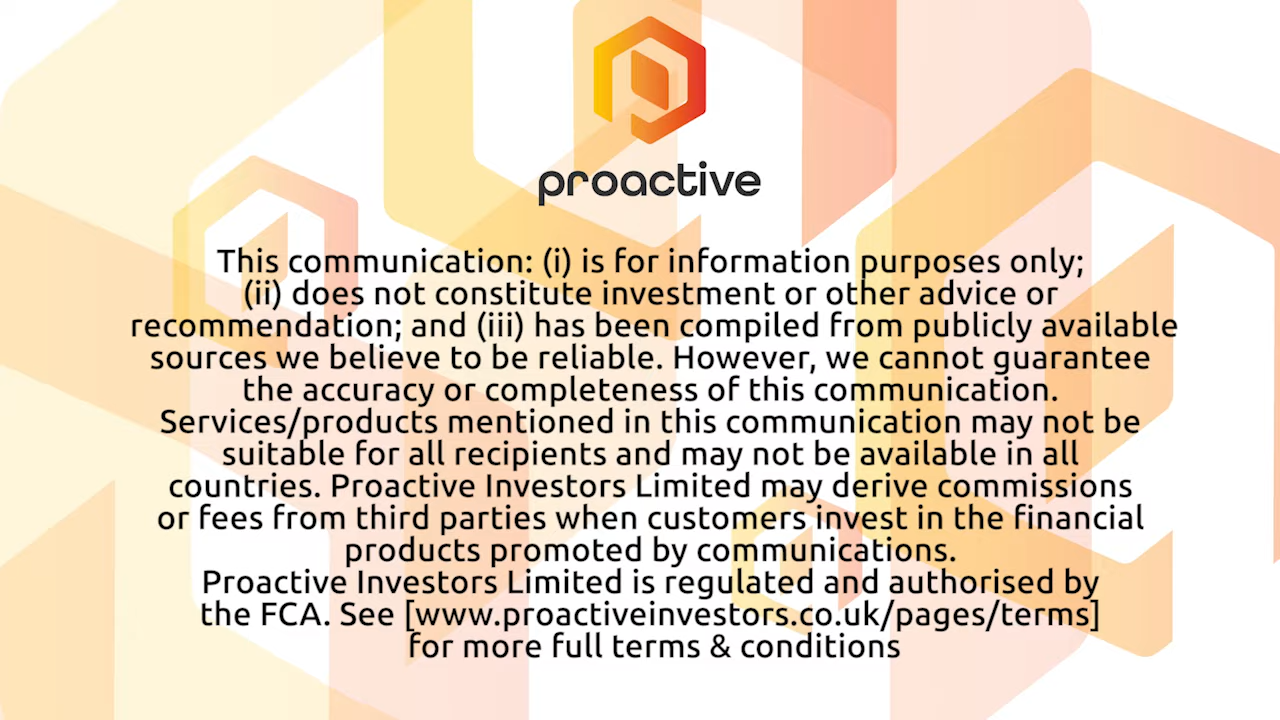 proactive
This communication: (i) is for information purposes only;
(ii) does not constitute investment or other advice or
recommendation; and (iii) has been compiled from publicly available
sources we believe to be reliable. However, we cannot guarantee
the accuracy or completeness of this communication.
Services/products mentioned in this communication may not be
suitable for all recipients and may not be available in all
countries. Proactive Investors Limited may derive commissions
or fees from third parties when customers invest in the financial
products promoted by communications.
Proactive Investors Limited is regulated and authorised by
the FCA. See [www.proactiveinvestors.co.uk/pages/terms]
for more full terms & conditions